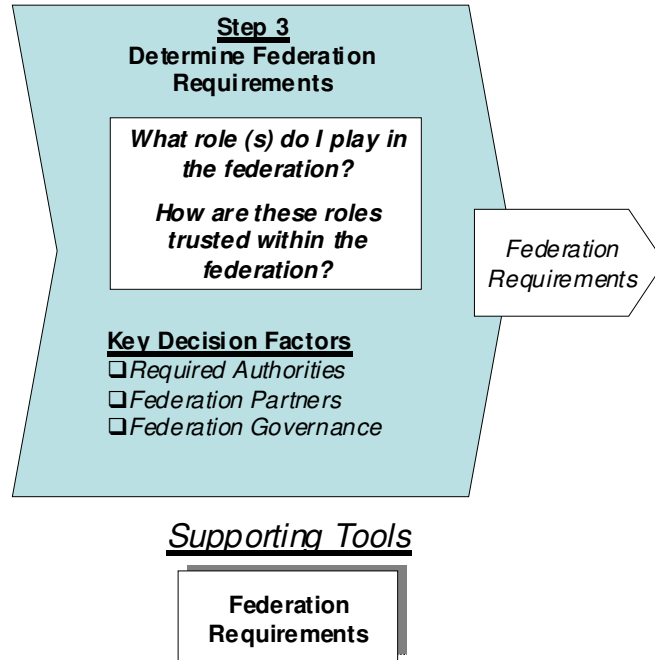 Step 3
Determine Federation
Requirements
What role (s) do I play in
the federation?
How are these roles
trusted within the
federation?
Federation
Requirements
Key Decision Factors
❑Required Authorities
❑Federation Partners
❑Federation Governance
Supporting Tools
Federation
Requirements